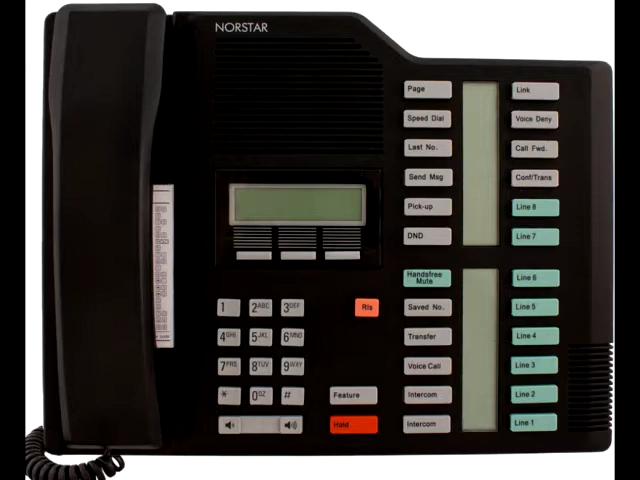 NORSTAR
Page
Link
Speed Dial
Voice Deny
Last No.
Call Fwd.
Send Msg
Conf/Trans
Pick-up
Line 8
DND
Line 7
Handsfree
Mute
Line 6
1
2ABC
3DEF
Rls
Saved No.
Line 5
4GHI
5JKL
6MNO
Transfer
Line 4
7PRS
8TUV
9WXY
Voice Call
Line 3
*
0QZ
#
Feature
Intercom
Line 2
Hold
Intercom
Line 1